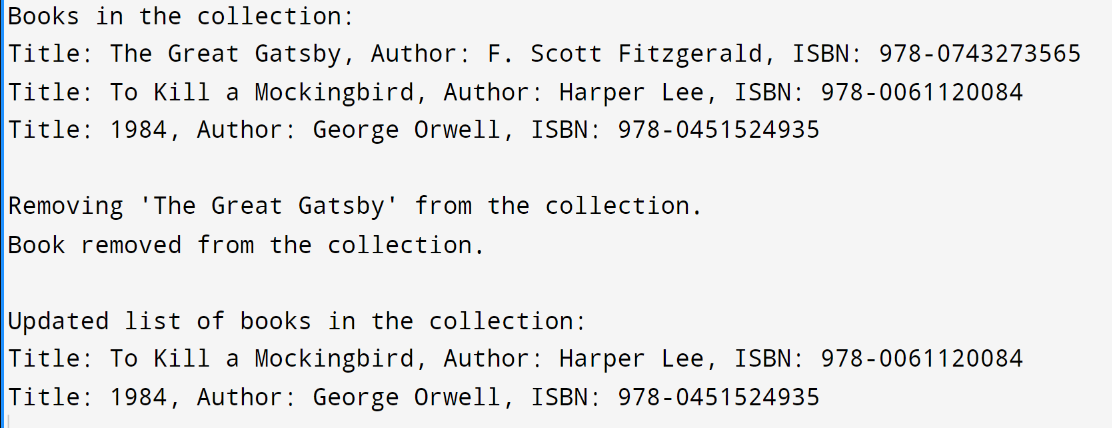 Books in the collection:
Title: The Great Gatsby, Author: F. Scott Fitzgerald, ISBN: 978-0743273565
Title: To Kill a Mockingbird, Author: Harper Lee, ISBN: 978-0061120084
Title: 1984, Author: George Orwell, ISBN: 978-0451524935
Removing 'The Great Gatsby' from the collection.
Book removed from the collection.
Updated list of books in the collection:
Title: To Kill a Mockingbird, Author: Harper Lee, ISBN: 978-0061120084
Title: 1984, Author: George Orwell, ISBN: 978-0451524935